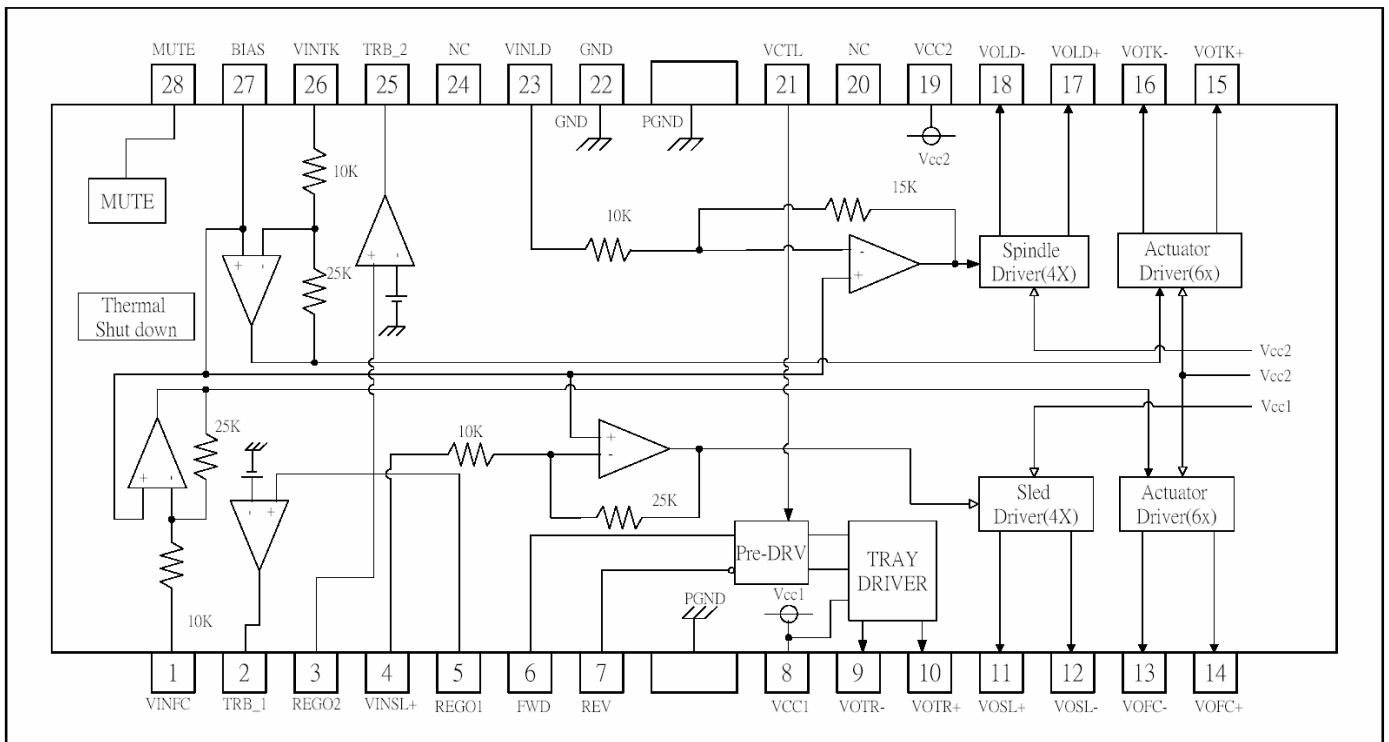 MUTE BIAS VINTK TRB_2 NC VINLD GND VCTL NC VCC2 VOLD- VOLD+ VOTK- VOTK+
28 27 26 25 24 23 22 21 20 19 18 17 16 15
GND PGND
Vcc2
10K
MUTE
15K
10K
+ -
+
-
25K
-
+
Spindle
Driver(4X)
Actuator
Driver(6x)
Thermal
Shut down
Vcc2
Vcc2
Vcc1
25K
10K
+
-
+ -
- +
25K
Sled
Driver(4X)
Actuator
Driver(6x)
Pre-DRV
TRAY
DRIVER
PGND
Vcc1
10K
1 2 3 4 5 6 7 8 9 10 11 12 13 14
VINFC TRB_1 REGO2 VINSL+ REGO1 FWD REV VCC1 VOTR- VOTR+ VOSL+ VOSL- VOFC- VOFC+